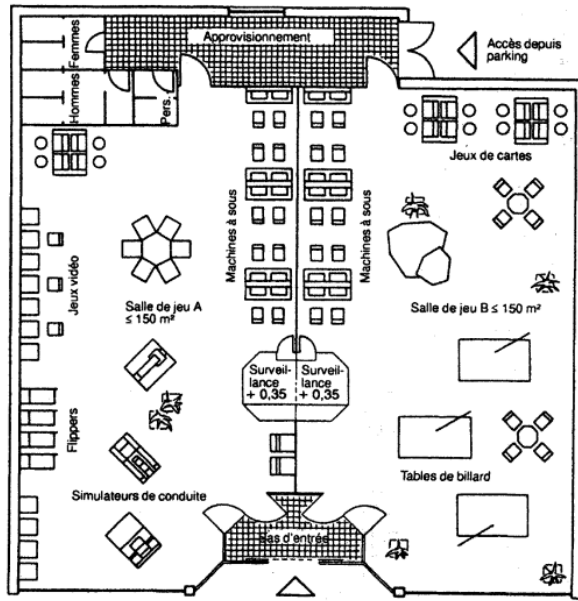 Approvisionnement
Accès depuis
parking
Femmes
Hommes
Pers.
Jeux de cartes
Machines à sous
Machines à sous
Jeux vidéo
Salle de jeu A
≤ 150 m²
Salle de jeu B ≤ 150 m²
Surveil-
lance
+ 0,35
Surveil-
lance
+ 0,35
Flippers
Tables de billard
Simulateurs de conduite
Sas d'entrée